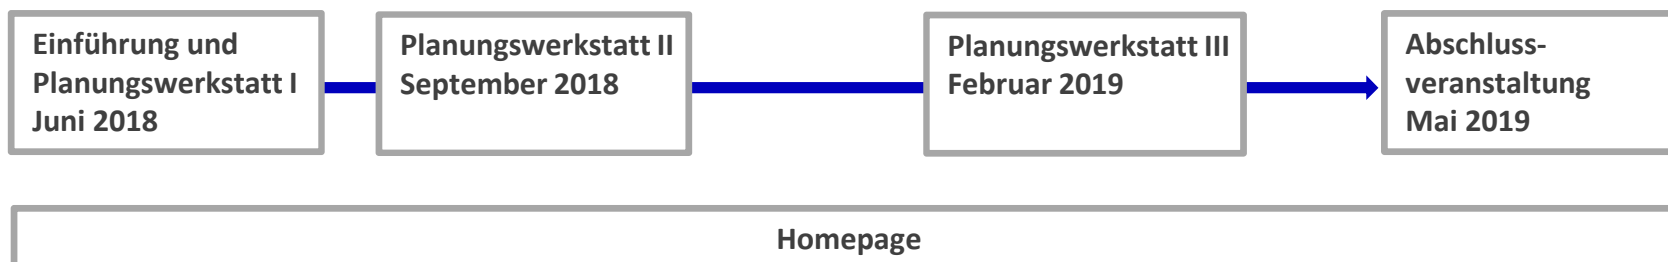 Einführung und
Planungswerkstatt I
Juni 2018
Planungswerkstatt II
September 2018
Planungswerkstatt III
Februar 2019
Abschluss-
veranstaltung
Mai 2019
Homepage